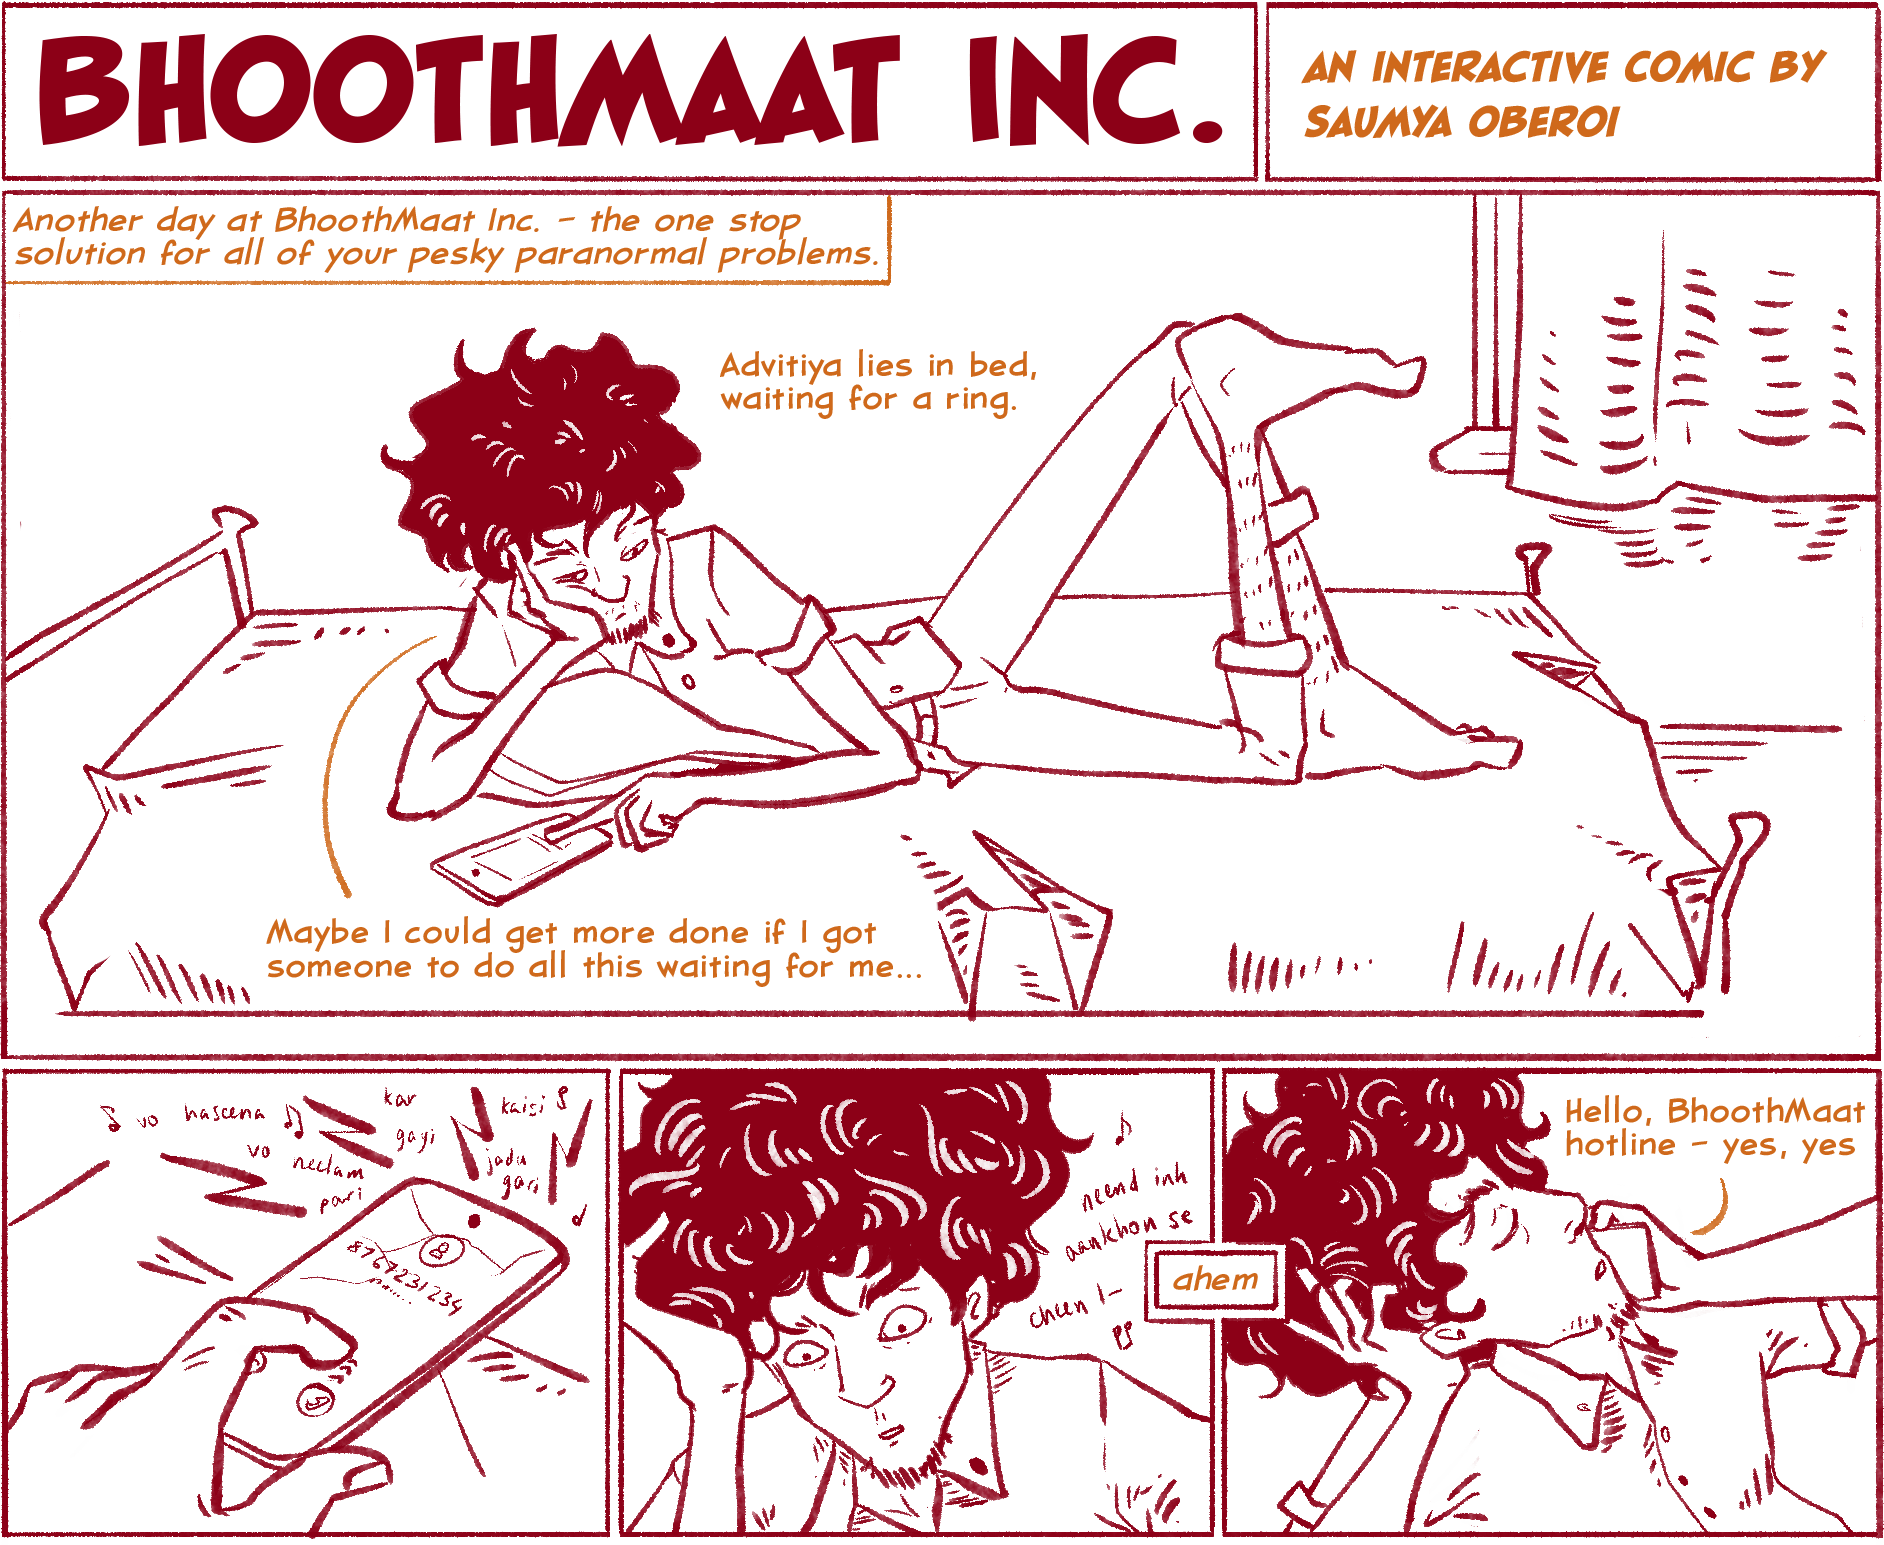 BHOOTHMAAT INC.
AN INTERACTIVE COMIC BY
SAUMYA OBEROI
Another day at BhoothMaat Inc. - the one stop
solution for all of your pesky paranormal problems.
Advitiya lies in bed,
waiting for a ring.
Maybe I could get more done if I got
someone to do all this waiting for me...
vo haseena
vo neelam
pari
kar
gayi
kaisi
jadu
gari
8767231234
neend inh
aankhon se
cheen l-
ahem
Hello, BhoothMaat
hotline - yes, yes